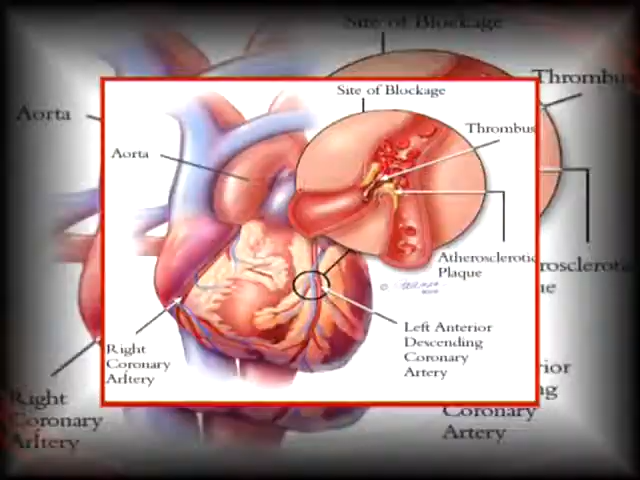 Site of Blockage
Thrombus
Aorta
Atherosclerotic
Plaque
Left Anterior
Descending
Coronary
Artery
Right
Coronary
Artery
Site of Blockage
Thrombus
Aorta
Right
Coronary
Artery
Coronary
Artery